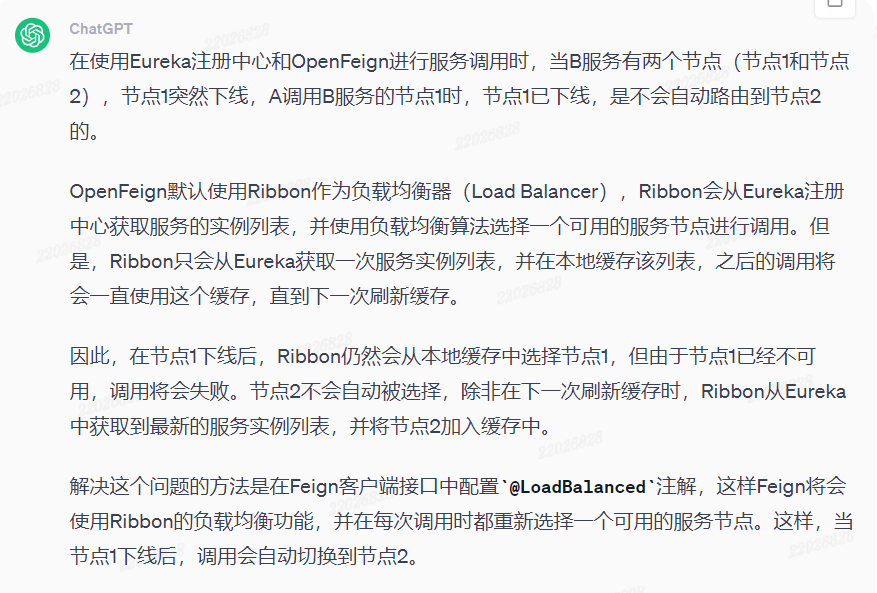 ChatGPT
在使用Eureka注册中心和OpenFeign进行服务调用时，当B服务有两个节点（节点1和节点
2），节点1突然下线，A调用B服务的节点1时，节点1已下线，是不会自动路由到节点2
的。
OpenFeign默认使用Ribbon作为负载均衡器（Load Balancer），Ribbon会从Eureka注册
中心获取服务的实例列表，并使用负载均衡算法选择一个可用的服务节点进行调用。但
是，Ribbon只会从Eureka获取一次服务实例列表，并在本地缓存该列表，之后的调用将
会一直使用这个缓存，直到下一次刷新缓存。
因此，在节点1下线后，Ribbon仍然会从本地缓存中选择节点1，但由于节点1已经不可
用，调用将会失败。节点2不会自动被选择，除非在下一次刷新缓存时，Ribbon从Eureka
中获取到最新的服务实例列表，并将节点2加入缓存中。
解决这个问题的方法是在Feign客户端接口中配置`@LoadBalanced`注解，这样Feign将会
使用Ribbon的负载均衡功能，并在每次调用时都重新选择一个可用的服务节点。这样，当
节点1下线后，调用会自动切换到节点2。
22026828